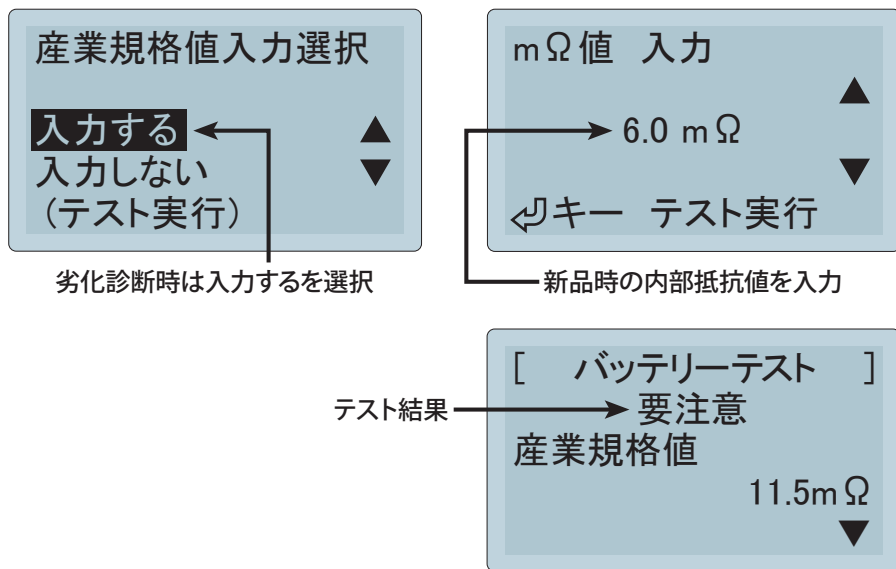 産業規格値入力選択
入力する
入力しない
(テスト実行)
劣化診断時は入力するを選択
mΩ値 入力
6.0 mΩ
キー テスト実行
新品時の内部抵抗値を入力
テスト結果
[ バッテリーテスト ]
要注意
産業規格値
11.5mΩ